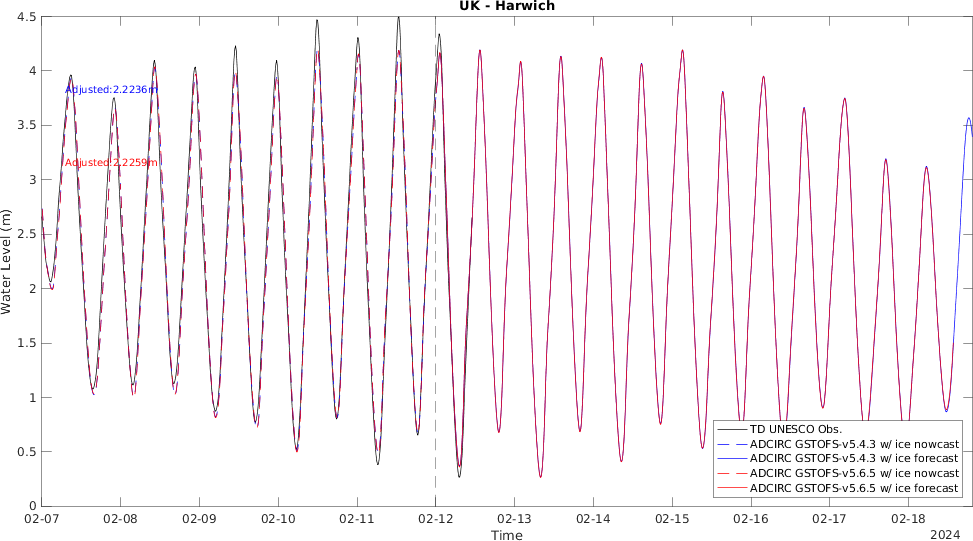 UK - Harwich
4.5
4
3.5
3
2.5
2
1.5
1
0.5
0
Water Level (m)
Adjusted:2.2236m
Adjusted:2.2259m
TD UNESCO Obs.
ADCIRC GSTOFS-v5.4.3 w/ ice nowcast
ADCIRC GSTOFS-v5.4.3 w/ ice forecast
ADCIRC GSTOFS-v5.6.5 w/ ice nowcast
ADCIRC GSTOFS-v5.6.5 w/ ice forecast
02-07 02-08 02-09 02-10 02-11 02-12 02-13 02-14 02-15 02-16 02-17 02-18
Time
2024